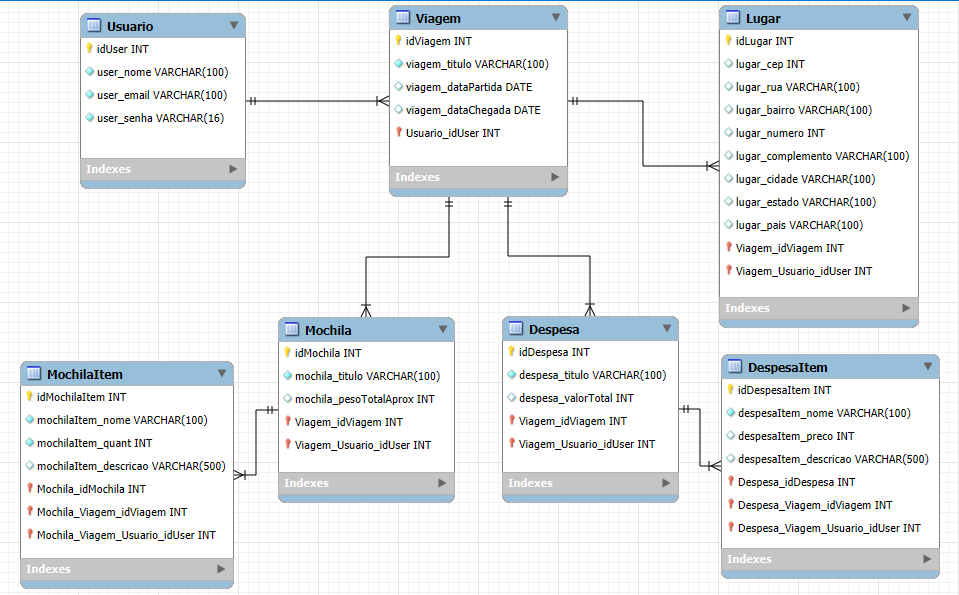 Usuario
idUser INT
user_nome VARCHAR(100)
user_email VARCHAR(100)
user_senha VARCHAR(16)
Indexes
Viagem
idViagem INT
viagem_titulo VARCHAR(100)
viagem_dataPartida DATE
viagem_dataChegada DATE
Usuario_idUser INT
Indexes
Lugar
idLugar INT
lugar_cep INT
lugar_rua VARCHAR(100)
lugar_bairro VARCHAR(100)
lugar_numero INT
lugar_complemento VARCHAR(100)
lugar_cidade VARCHAR(100)
lugar_estado VARCHAR(100)
lugar_pais VARCHAR(100)
Viagem_idViagem INT
Viagem_Usuario_idUser INT
Indexes
MochilaItem
idMochilaItem INT
mochilaItem_nome VARCHAR(100)
mochilaItem_quant INT
mochilaItem_descricao VARCHAR(500)
Mochila_idMochila INT
Mochila_Viagem_idViagem INT
Mochila_Viagem_Usuario_idUser INT
Indexes
Mochila
idMochila INT
mochila_titulo VARCHAR(100)
mochila_pesoTotalAprox INT
Viagem_idViagem INT
Viagem_Usuario_idUser INT
Indexes
Despesa
idDespesa INT
despesa_titulo VARCHAR(100)
despesa_valorTotal INT
Viagem_idViagem INT
Viagem_Usuario_idUser INT
Indexes
DespesaItem
idDespesaItem INT
despesaItem_nome VARCHAR(100)
despesaItem_preco INT
despesaItem_descricao VARCHAR(500)
Despesa_idDespesa INT
Despesa_Viagem_idViagem INT
Despesa_Viagem_Usuario_idUser INT
Indexes